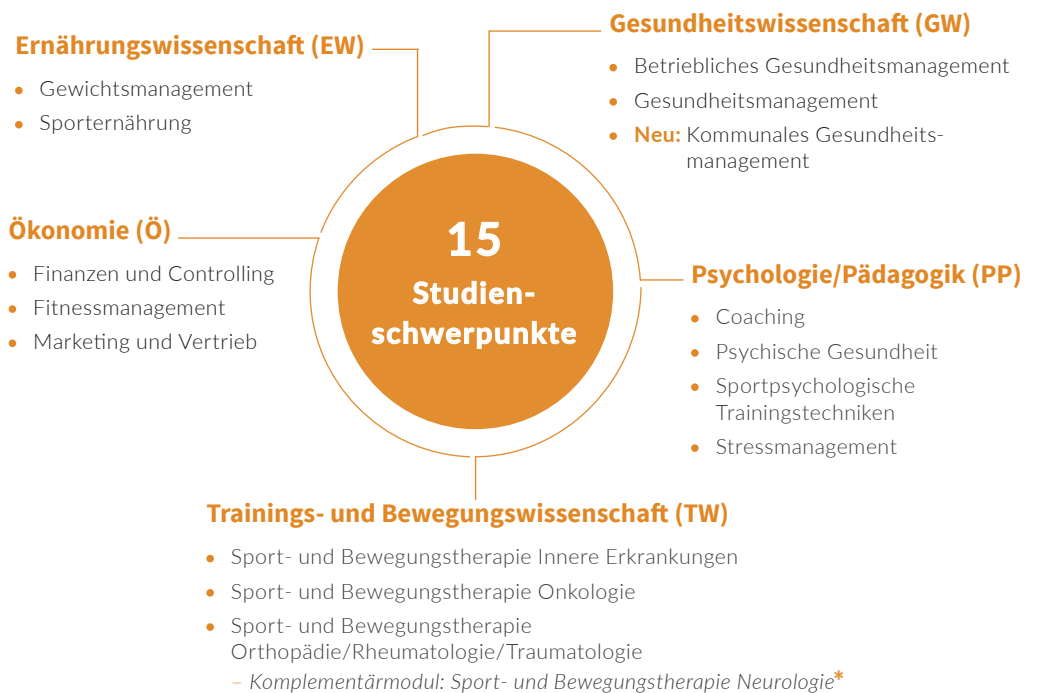 Ernährungswissenschaft (EW)
• Gewichtsmanagement
• Sporternährung
Gesundheitswissenschaft (GW)
• Betriebliches Gesundheitsmanagement
• Gesundheitsmanagement
• Neu: Kommunales Gesundheits-
management
Ökonomie (Ö)
• Finanzen und Controlling
• Fitnessmanagement
• Marketing und Vertrieb
15
Studien-
schwerpunkte
Psychologie/Pädagogik (PP)
• Coaching
• Psychische Gesundheit
• Sportpsychologische
Trainingstechniken
• Stressmanagement
Trainings- und Bewegungswissenschaft (TW)
• Sport- und Bewegungstherapie Innere Erkrankungen
• Sport- und Bewegungstherapie Onkologie
• Sport- und Bewegungstherapie
Orthopädie/Rheumatologie/Traumatologie
– Komplementärmodul: Sport- und Bewegungstherapie Neurologie*